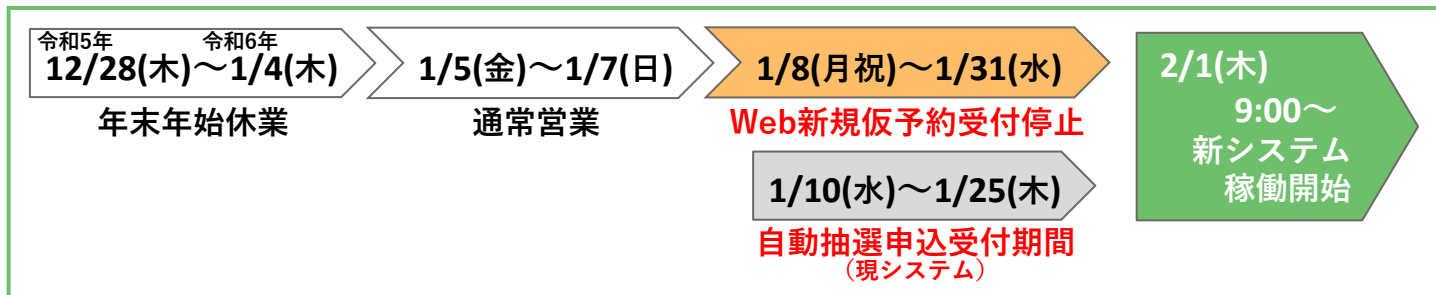 令和5年 令和6年
12/28(木)～1/4(木)
年末年始休業
1/5(金)～1/7(日)
通常営業
1/8(月祝)～1/31(水)
Web新規仮予約受付停止
1/10(水)～1/25(木)
自動抽選申込受付期間
（現システム）
2/1(木)
9:00～
新システム
稼働開始